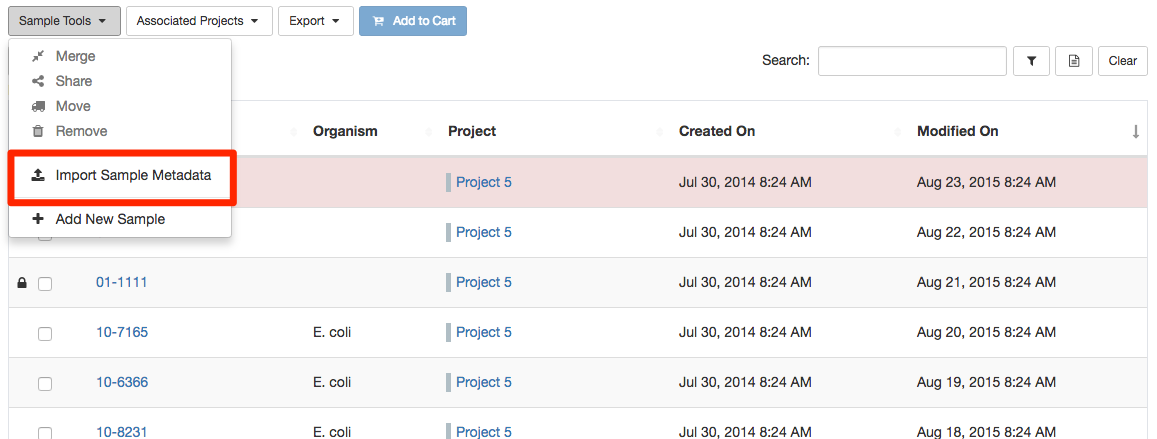 Sample Tools Associated Projects Export Add to Cart
Merge
Search: Clear
Share
Move
Remove
Organism Project Created On Modified On
Import Sample Metadata
Project 5 Jul 30, 2014 8:24 AM Aug 23, 2015 8:24 AM
Add New Sample
Project 5 Jul 30, 2014 8:24 AM Aug 22, 2015 8:24 AM
01-1111 Project 5 Jul 30, 2014 8:24 AM Aug 21, 2015 8:24 AM
10-7165 E. coli Project 5 Jul 30, 2014 8:24 AM Aug 20, 2015 8:24 AM
10-6366 E. coli Project 5 Jul 30, 2014 8:24 AM Aug 19, 2015 8:24 AM
10-8231 E. coli Project 5 Jul 30, 2014 8:24 AM Aug 18, 2015 8:24 AM